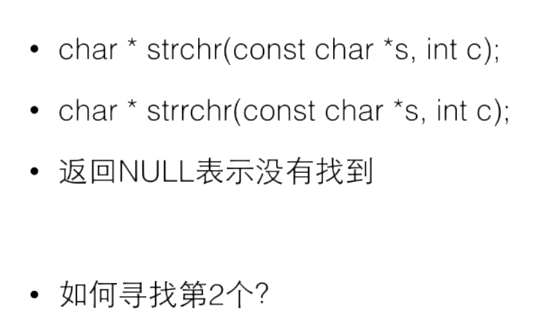 • char * strchr(const char *s, int c);
• char * strrchr(const char *s, int c);
• 返回NULL表示没有找到
• 如何寻找第2个?